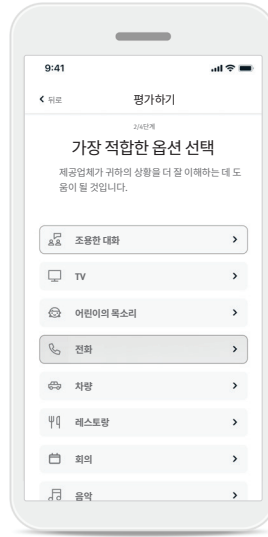 9:41
뒤로
평가하기
2/4단계
가장 적합한 옵션 선택
제공업체가 귀하의 상황을 더 잘 이해하는 데 도
움이 될 것입니다.
조용한 대화
TV
어린이의 목소리
전화
차량
레스토랑
회의
음악